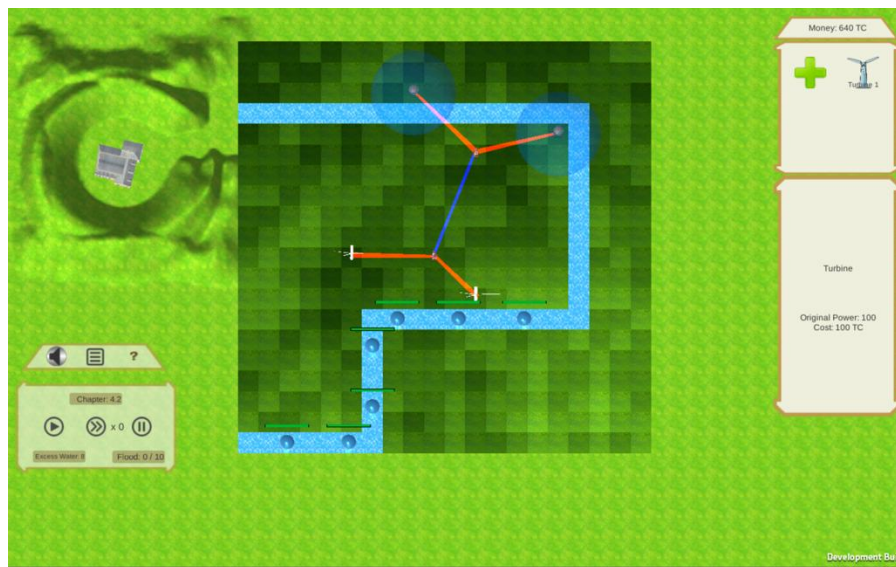 Money: 640 TC
Turbine 1
Turbine
Original Power: 100
Cost: 100 TC
?
Chapter: 4.2
x 0
Excess Water: 8
Flood: 0 / 10
Development Bu